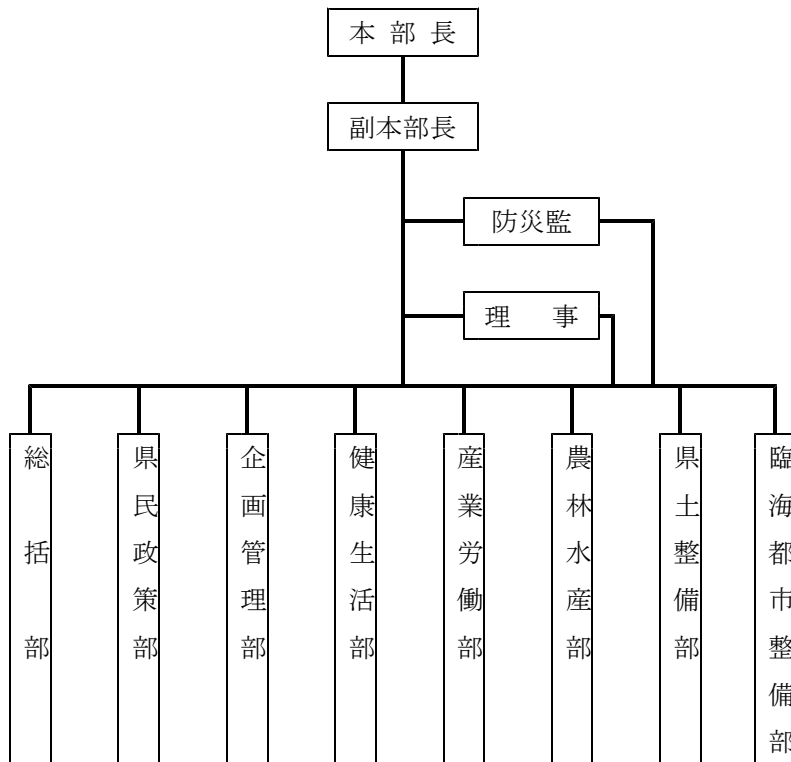 本部長
副本部長
防災監
理事
総括部
県民政策部
企画管理部
健康生活部
産業労働部
農林水産部
県土整備部
臨海都市整備部